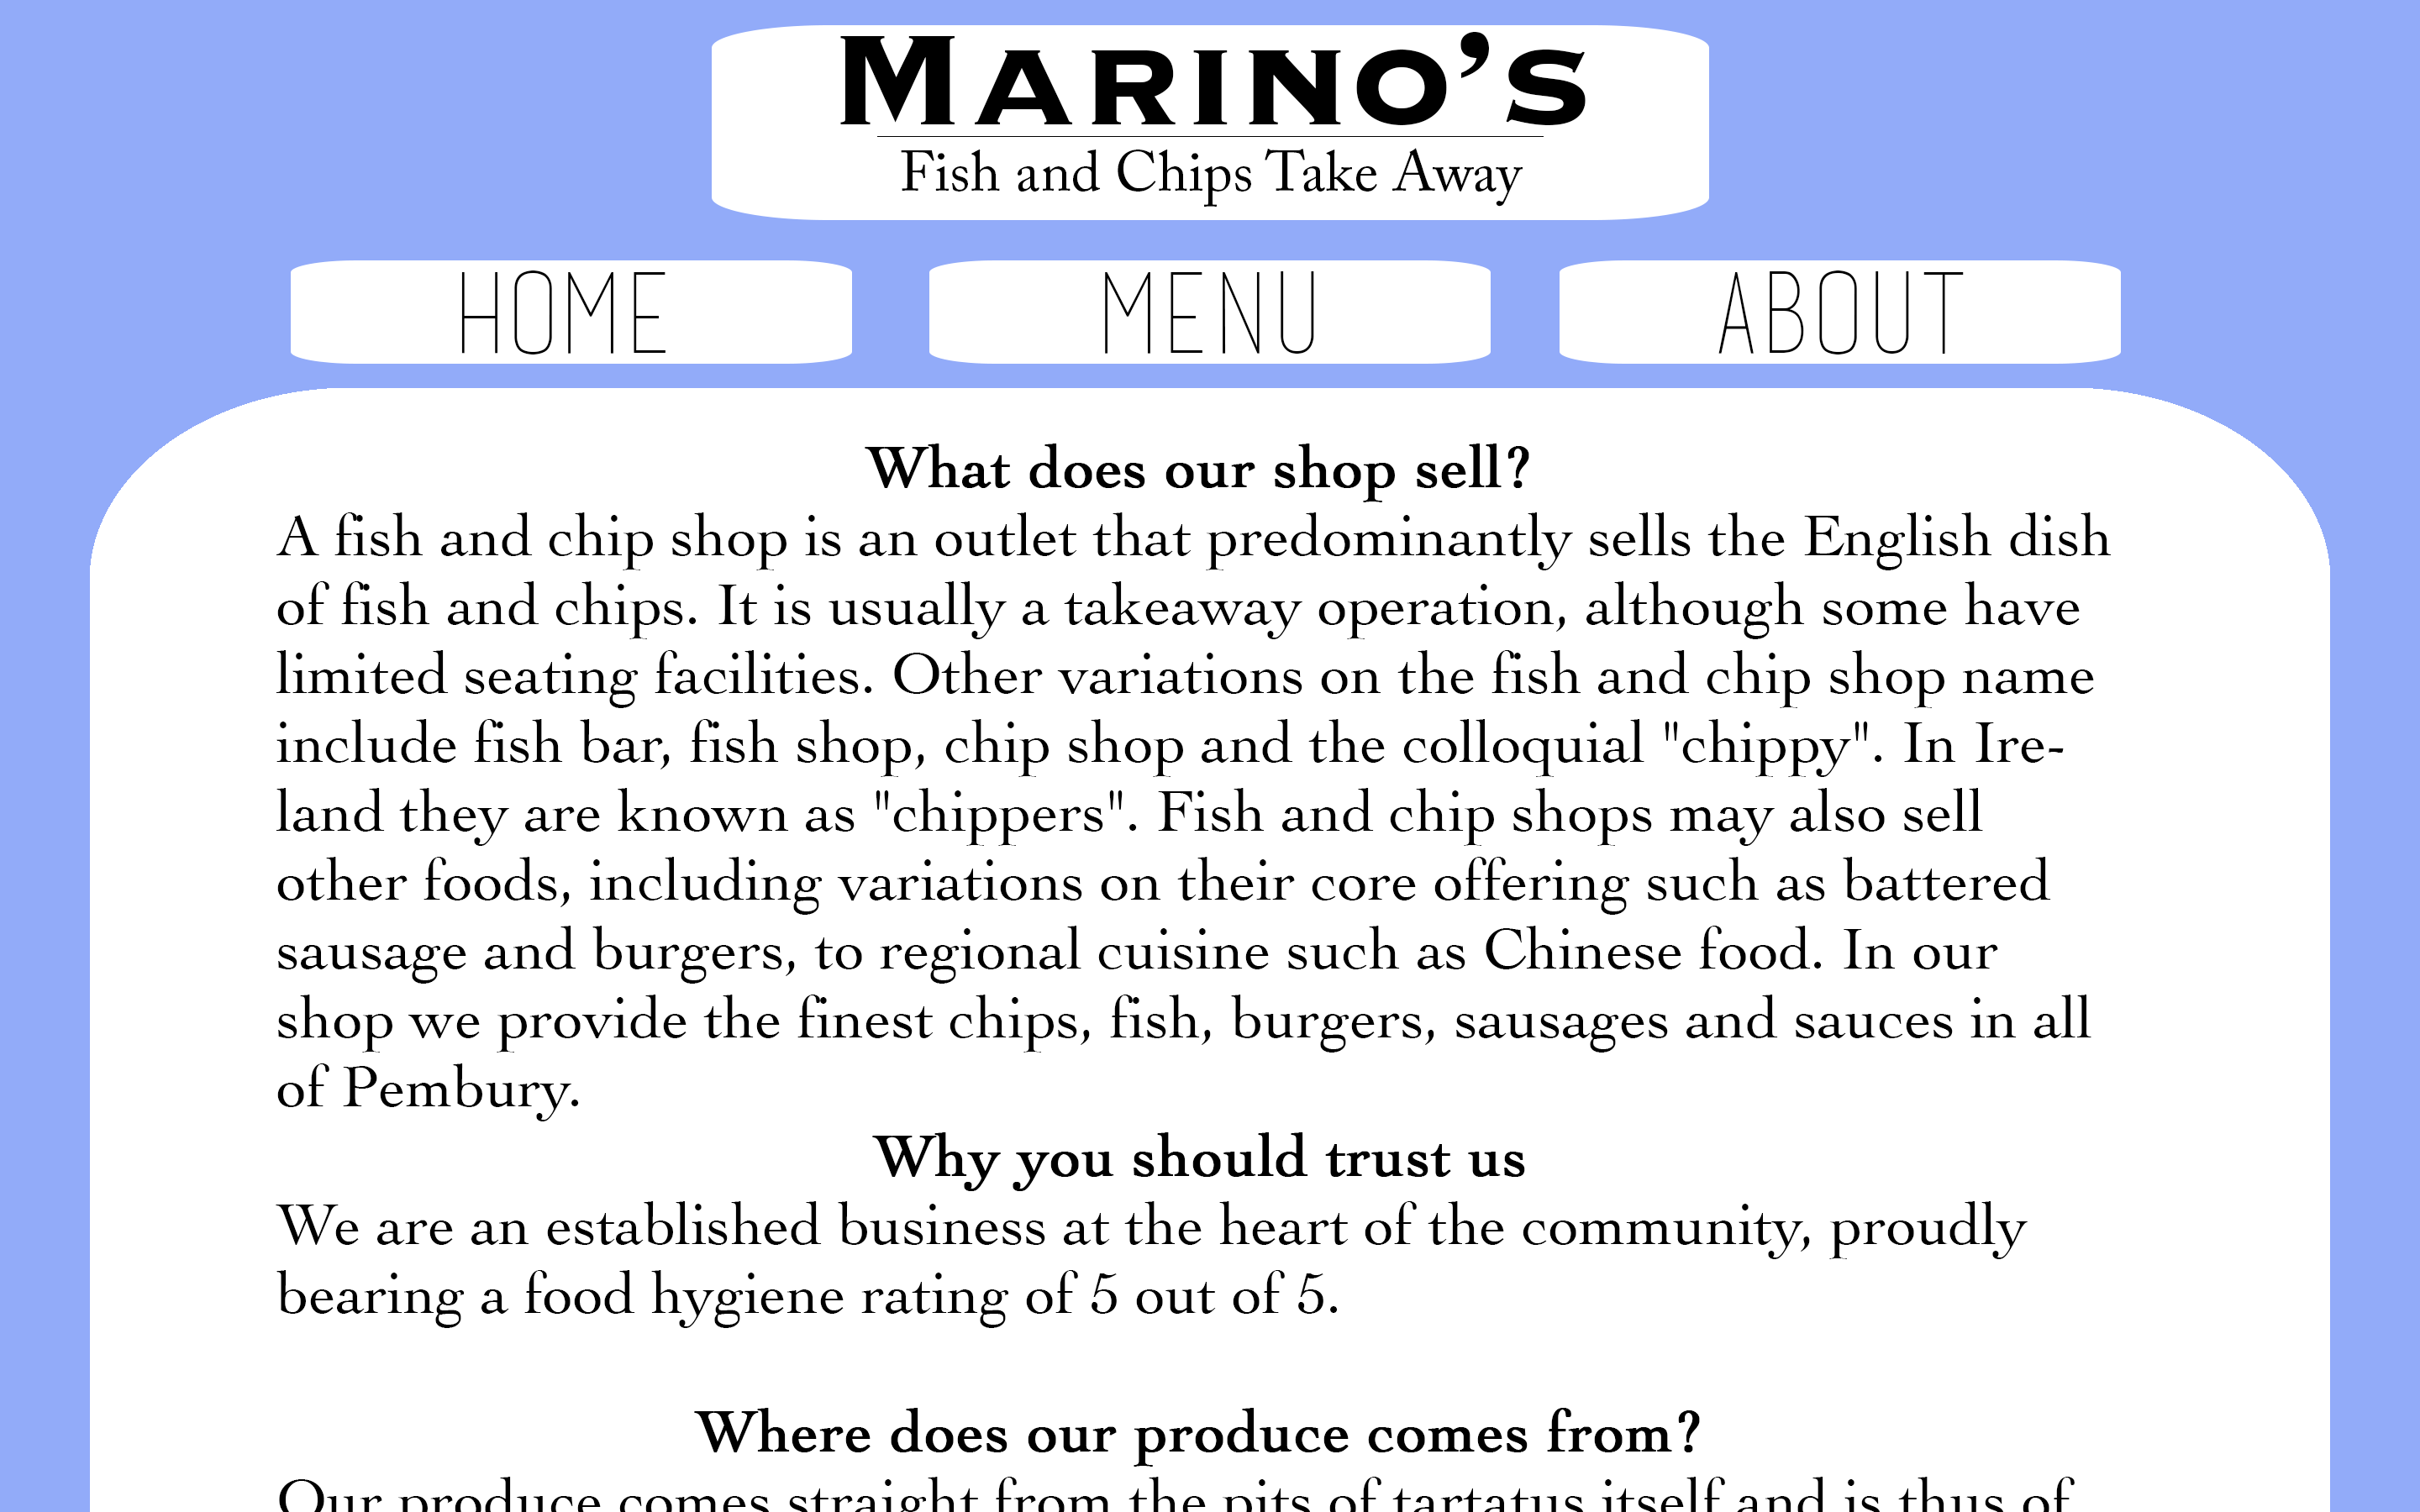 MARINO'S
Fish and Chips Take Away
HOME
MENU
ABOUT
What does our shop sell?
A fish and chip shop is an outlet that predominantly sells the English dish
of fish and chips. It is usually a takeaway operation, although some have
limited seating facilities. Other variations on the fish and chip shop name
include fish bar, fish shop, chip shop and the colloquial "chippy". In Ire-
land they are known as "chippers". Fish and chip shops may also sell
other foods, including variations on their core offering such as battered
sausage and burgers, to regional cuisine such as Chinese food. In our
shop we provide the finest chips, fish, burgers, sausages and sauces in all
of Pembury.
Why you should trust us
We are an established business at the heart of the community, proudly
bearing a food hygiene rating of 5 out of 5.
Where does our produce comes from?
Our produce comes straight from the pits of tartatus itself and is thus of